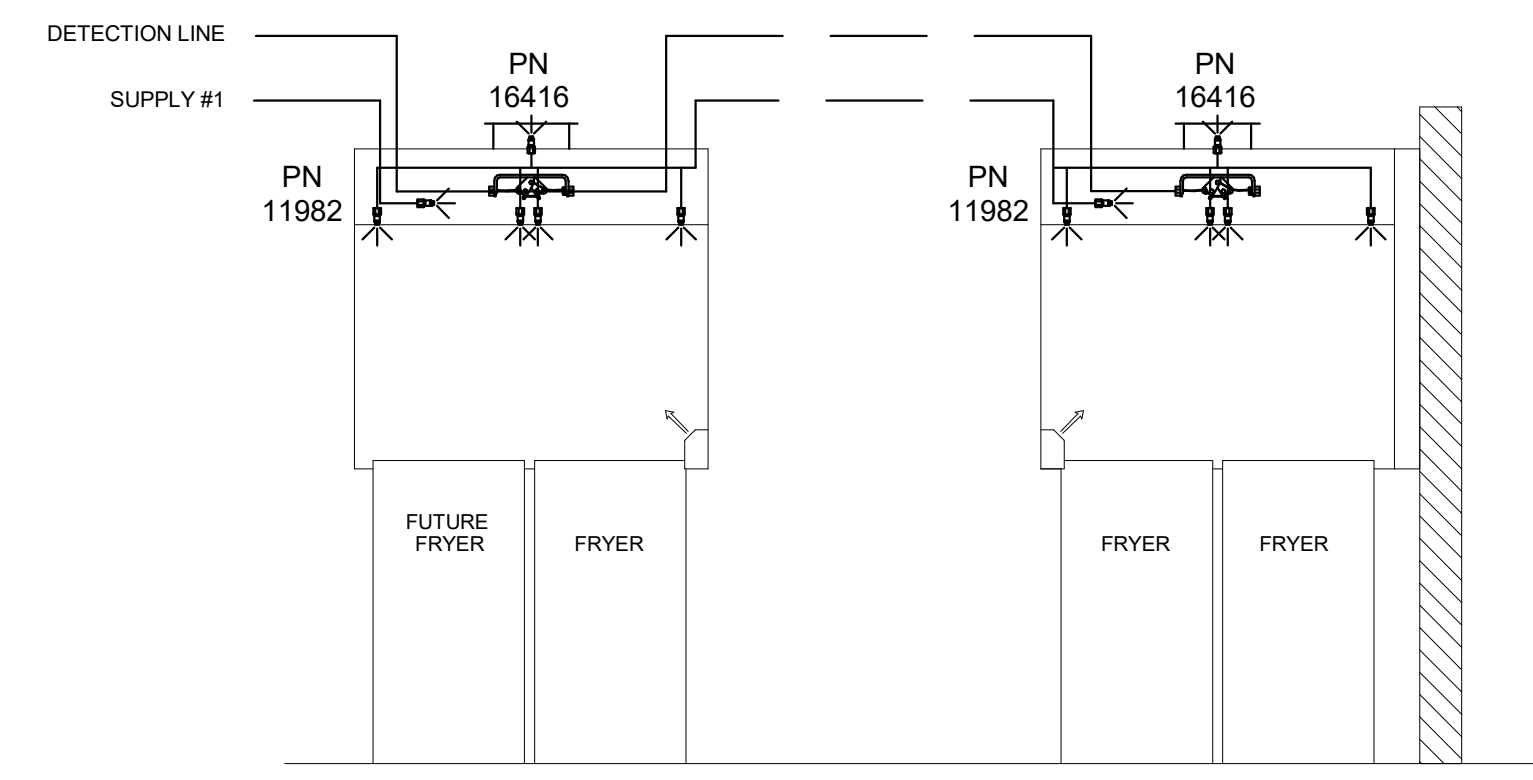 DETECTION LINE
PN
16416
PN
16416
SUPPLY #1
PN
11982
PN
11982
FUTURE
FRYER
FRYER
FRYER
FRYER